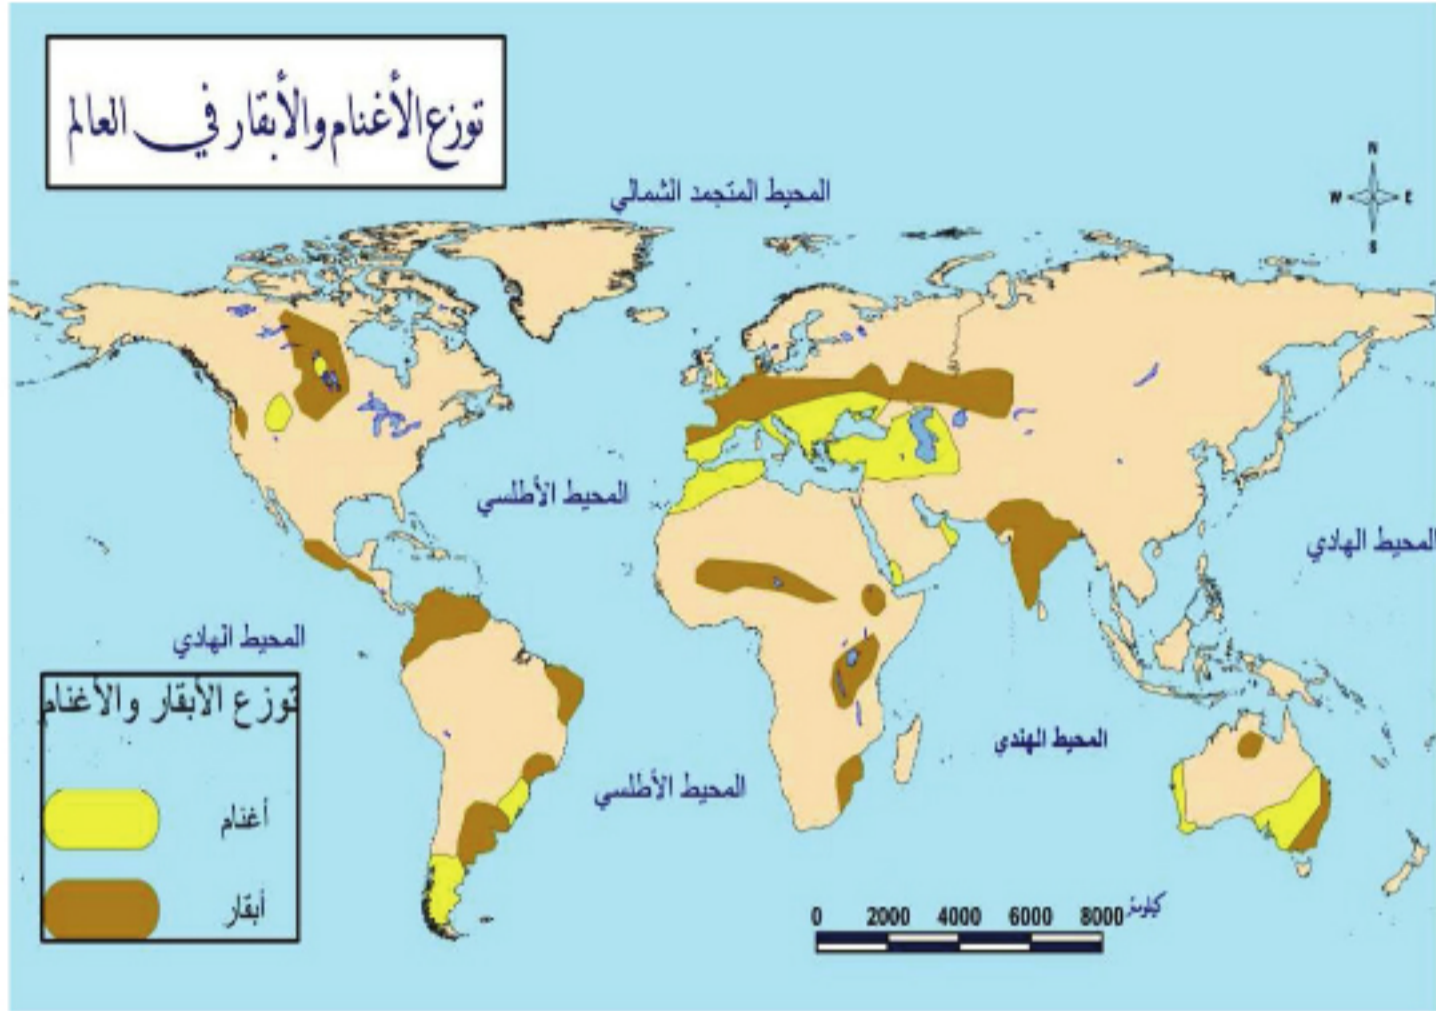 توزع الأغنام والأبقار في العالم
المحيط المتجمد الشمالي
N
W E
S
المحيط الأطلسي
المحيط الهادي
المحيط الهادي
المحيط الهندي
المحيط الأطلسي
توزع الأبقار والأغنام
أغنام
أبقار
0 2000 4000 6000 8000 كيلومتر